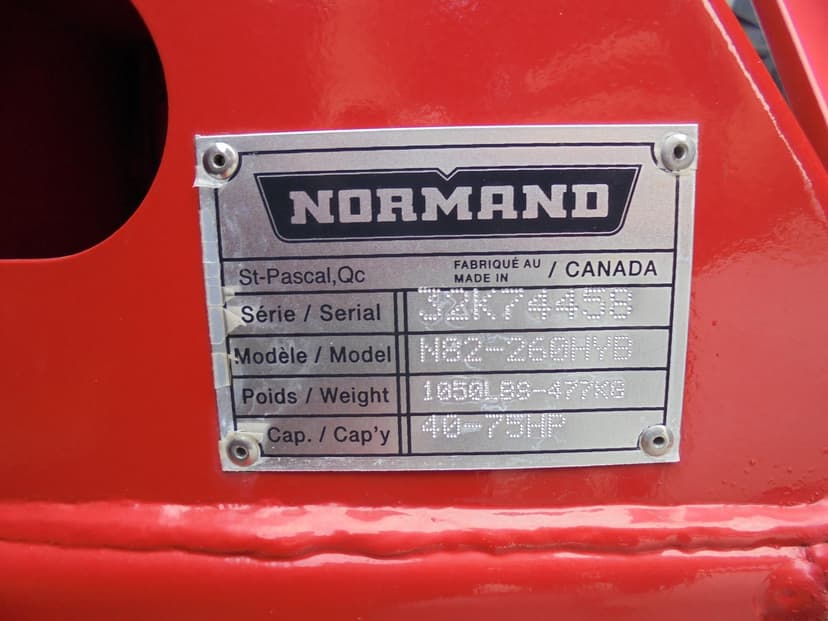 NORMAND
St-Pascal,Qc FABRIQUÉ AU MADE IN / CANADA
Série / Serial 32K74458
Modèle / Model N82-260HYB
Poids / Weight 1050LBS-477KG
Cap. / Cap'y 40-75HP